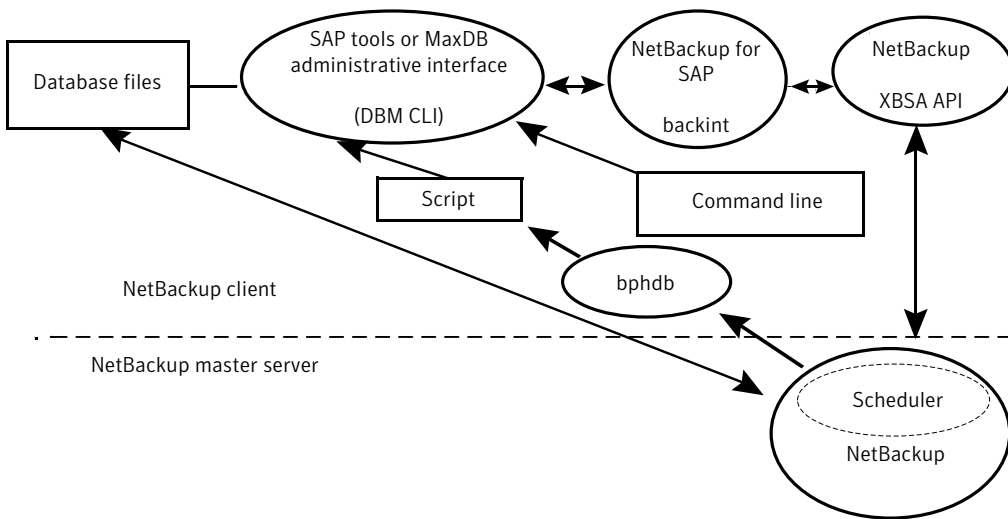 Database files
SAP tools or MaxDB
administrative interface
(DBM CLI)
NetBackup for
SAP
backint
NetBackup
XBSA API
Script
Command line
bphdb
NetBackup client
NetBackup master server
Scheduler
NetBackup